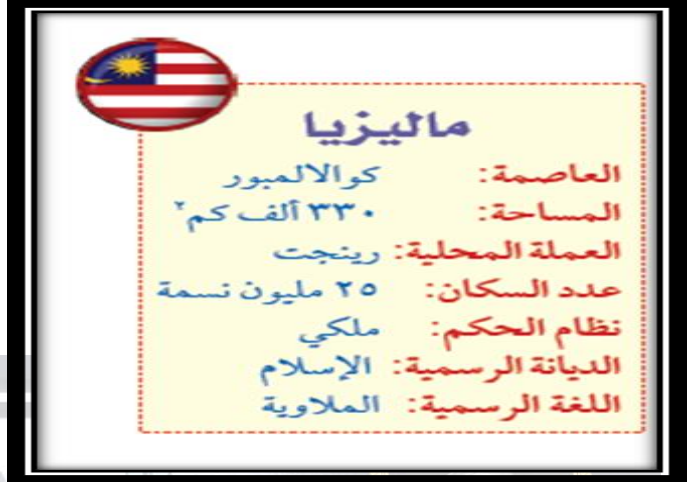 ماليزيا
العاصمة: كوالالمبور
المساحة: ٣٣٠ ألف كم٢
العملة المحلية: رينجت
عدد السكان: ٢٥ مليون نسمة
نظام الحكم: ملكي
الديانة الرسمية: الإسلام
اللغة الرسمية: الملاوية